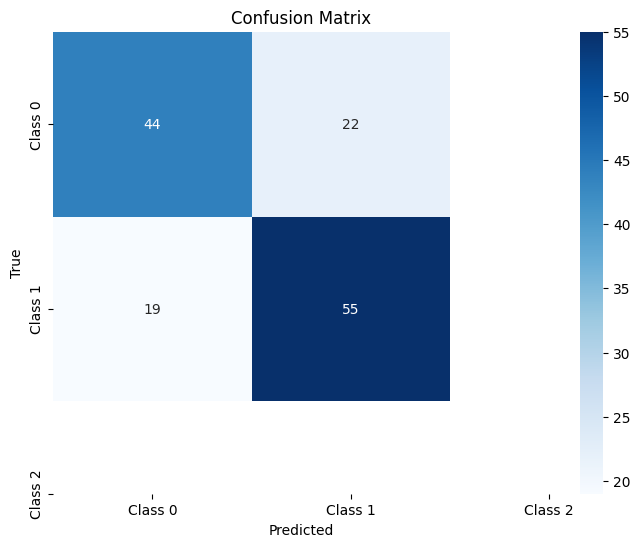 Confusion Matrix
True
Class 0
Class 1
Class 2
44 22
19 55
Class 0 Class 1 Class 2
Predicted
55
50
45
40
35
30
25
20